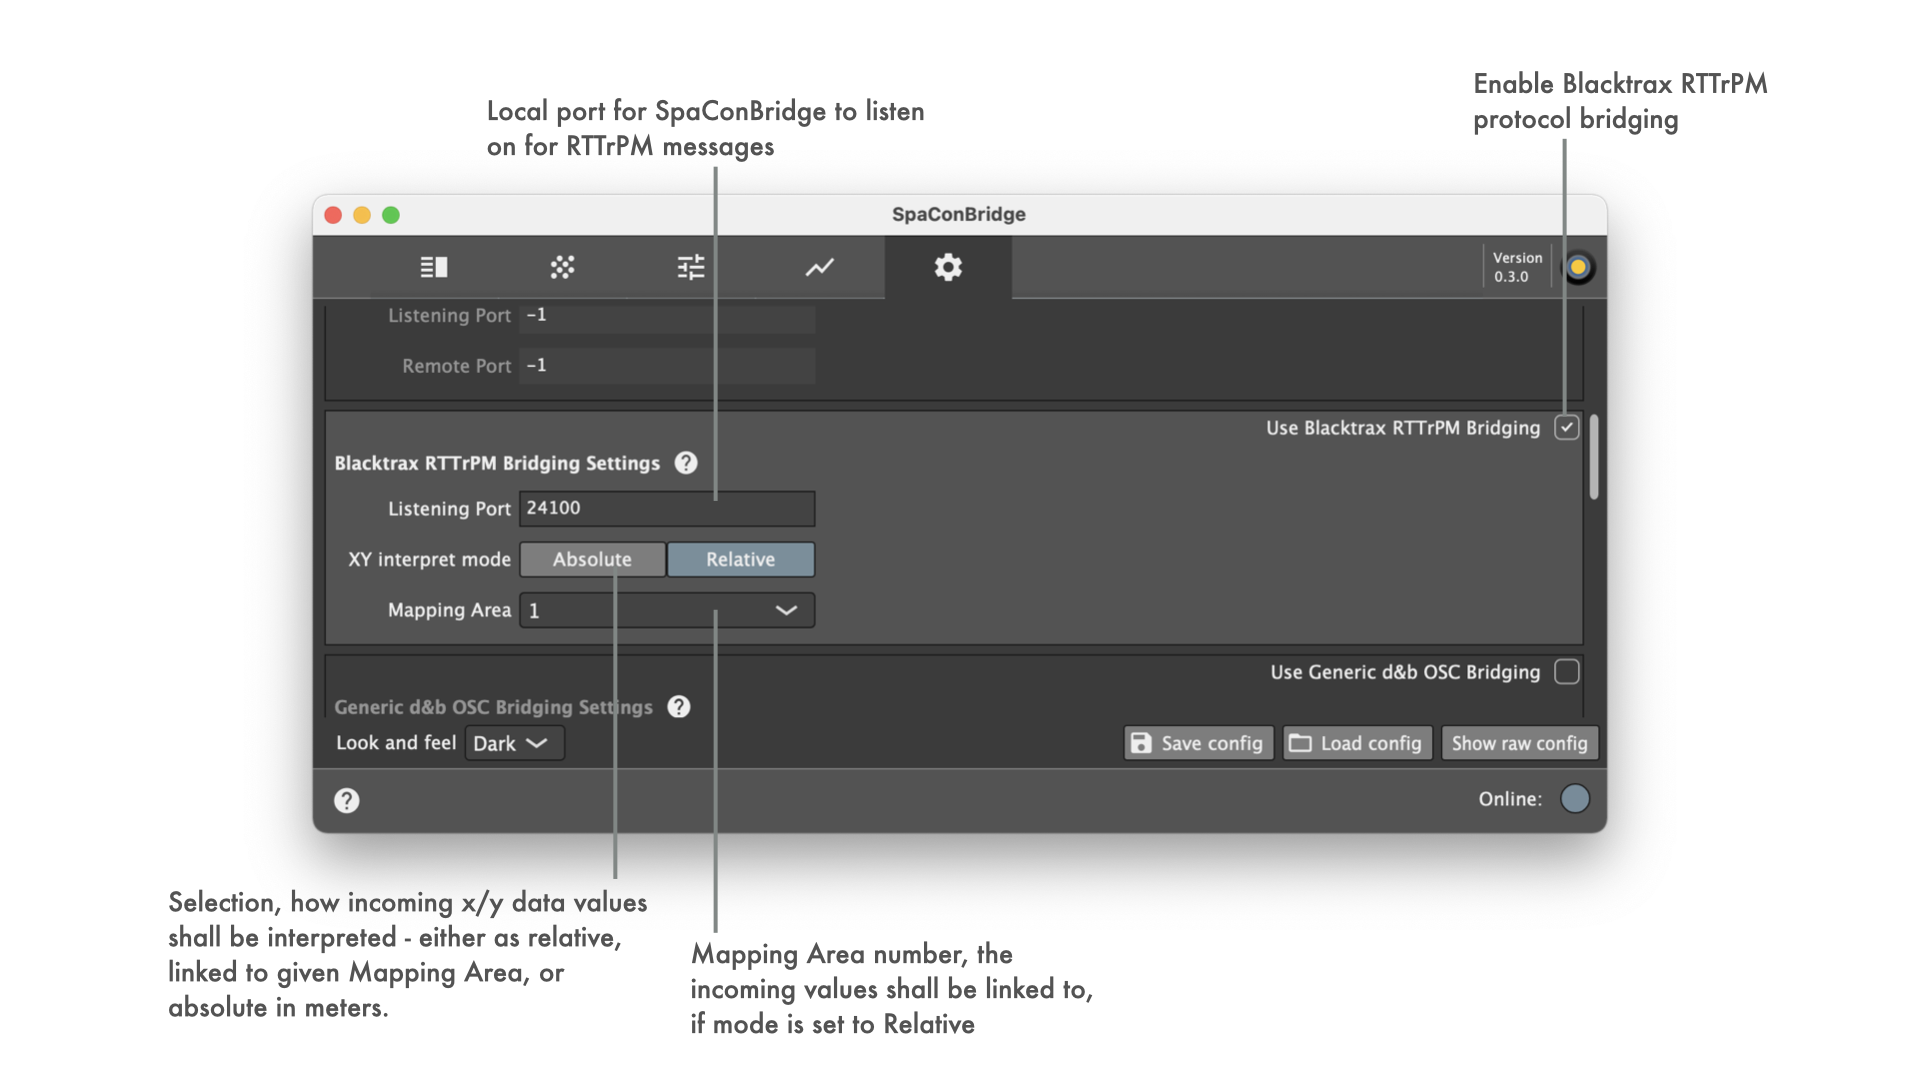 Enable Blacktrax RTTrPM
protocol bridging
Local port for SpaConBridge to listen
on for RTTrPM messages
SpaConBridge
Version
0.3.0
Listening Port -1
Remote Port -1
Use Blacktrax RTTrPM Bridging
Blacktrax RTTrPM Bridging Settings ?
Listening Port 24100
XY interpret mode Absolute Relative
Mapping Area 1
Use Generic d&b OSC Bridging
Generic d&b OSC Bridging Settings ?
Look and feel Dark Save config Load config Show raw config
? Online:
Selection, how incoming x/y data values
shall be interpreted - either as relative,
linked to given Mapping Area, or
absolute in meters.
Mapping Area number, the
incoming values shall be linked to,
if mode is set to Relative